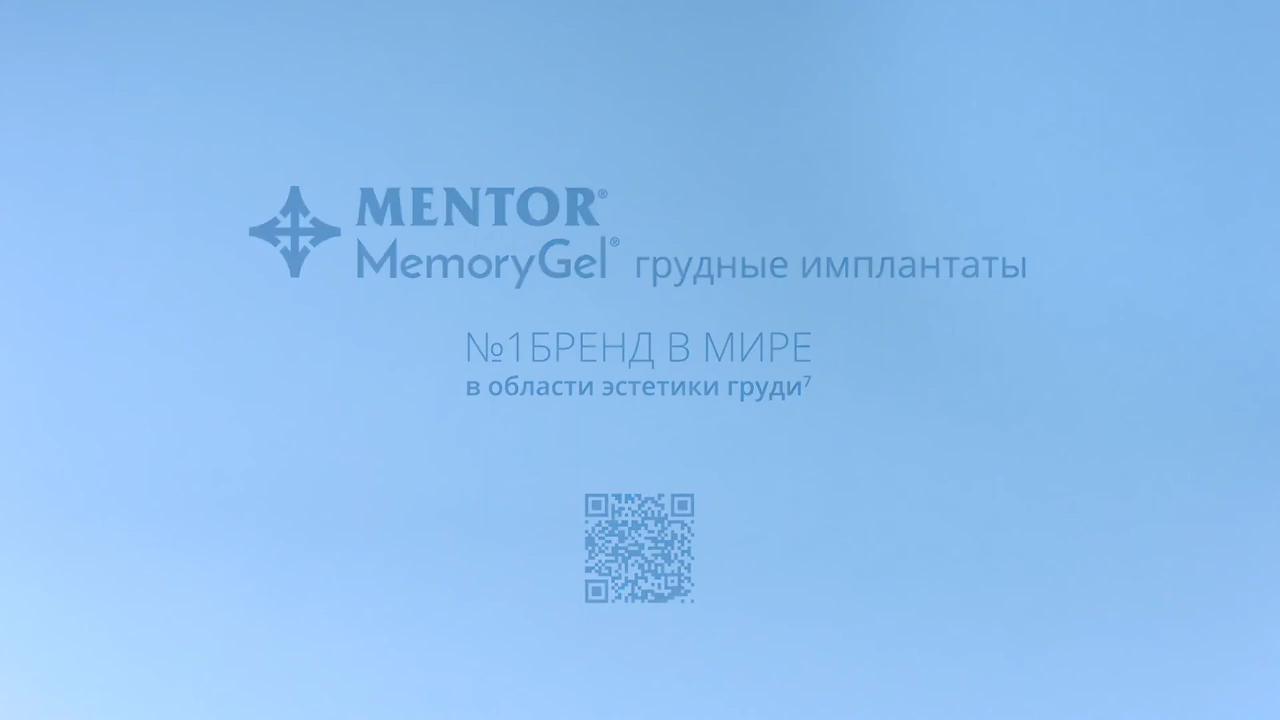 MENTOR®
MemoryGel® грудные имплантаты
№1БРЕНД В МИРЕ
в области эстетики груди⁷